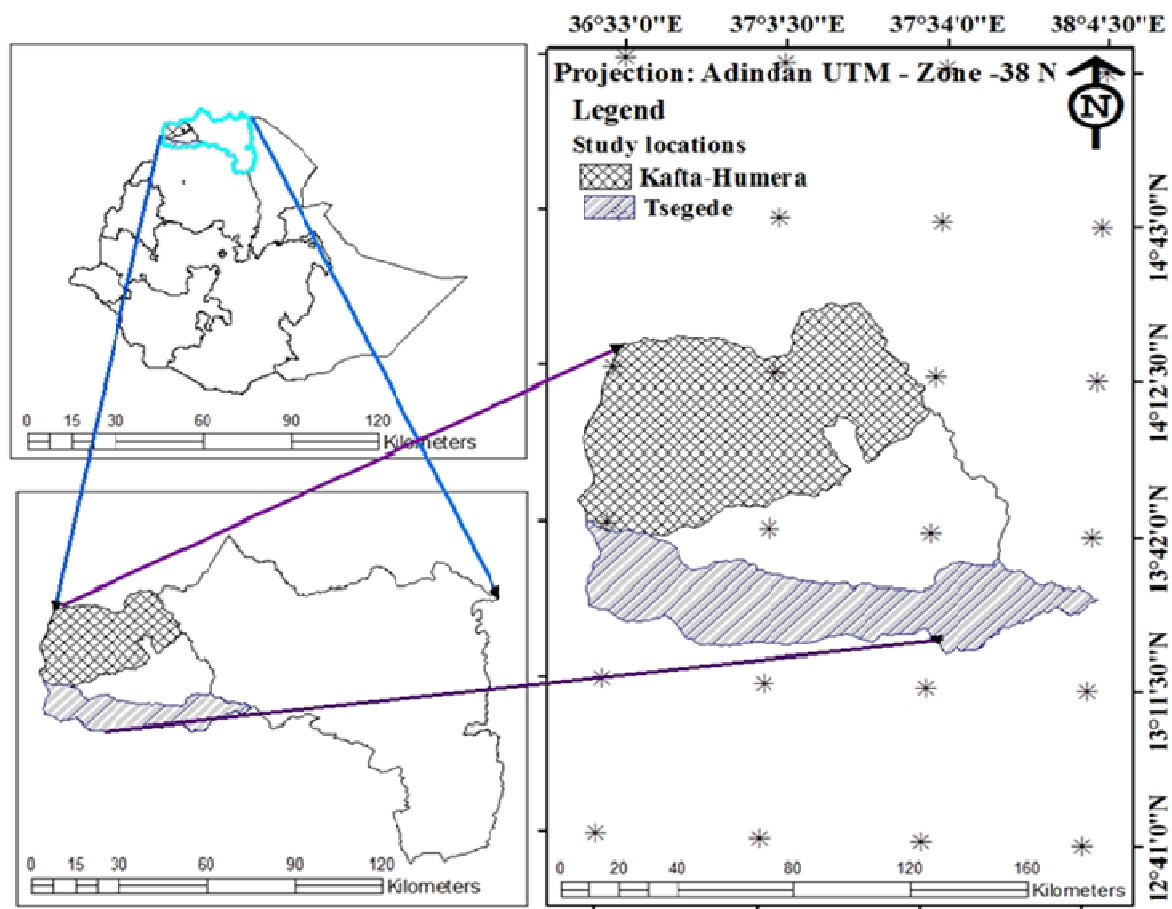 36°33'0"E 37°3'30"E 37°34'0"E 38°4'30"E
Projection: Adindan UTM - Zone -38 N
N
Legend
Study locations
Kafta-Humera
Tsegede
14°43'0"N
14°12'30"N
13°42'0"N
13°11'30"N
12°41'0"N
0 15 30 60 90 120
Kilometers
0 15 30 60 90 120
Kilometers
0 20 40 80 120 160
Kilometers